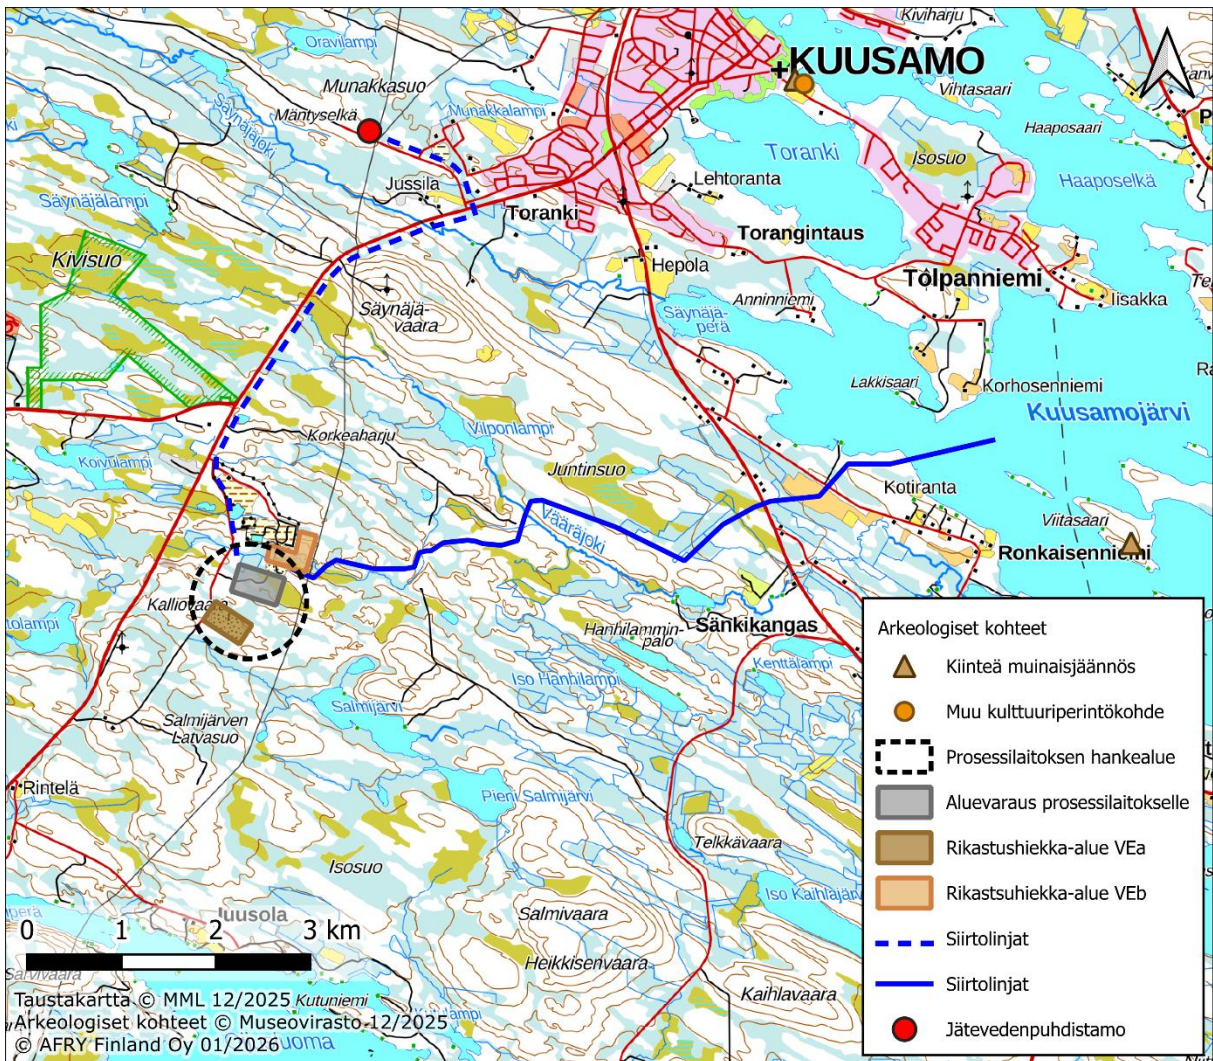 Kiviharju
Oravilampi
KUUSAMO
Munakkasuo
Vihtasaari
Mäntyselkä
Munakkalampi
Säynäjäjoki
Haaposaari
Toranki
Isosuo
Haaposelkä
Jussila
Lehtoranta
Säynäjälampi
Toranki
Torangintaus
Kivisuo
Hepola
Tolpanniemi
Iisakka
Anninniemi
Säynäjä-
vaara
Säynäjä-
perä
Lakkisaari
Korhosenniemi
Kuusamojärvi
Korkeaharju
Vilponlampi
Koivulampi
Juntinsuo
Kotiranta
Vääräjoki
Viitasaari
Ronkaisenniemi
Kalliovaara
Sänkikangas
Hanhilammin-
palo
Kenttälampi
Iso Hanhilampi
Salmijärvi
Salmijärven
Latvasuo
Rintelä
Pieni Salmijärvi
Telkkävaara
Isosuo
Iso Kaihlajärvi
Salmivaara
Heikkisenvaara
Kaihlavaara
Kutuniemi
Arkeologiset kohteet
Kiinteä muinaisjäännös
Muu kulttuuriperintökohde
Prosessilaitoksen hankealue
Aluevaraus prosessilaitokselle
Rikastushiekka-alue VEa
Rikastsuhiekka-alue VEb
Siirtolinjat
Siirtolinjat
Jätevedenpuhdistamo
0 1 2 3 km
Taustakartta © MML 12/2025
Arkeologiset kohteet © Museovirasto 12/2025
© AFRY Finland Oy 01/2026